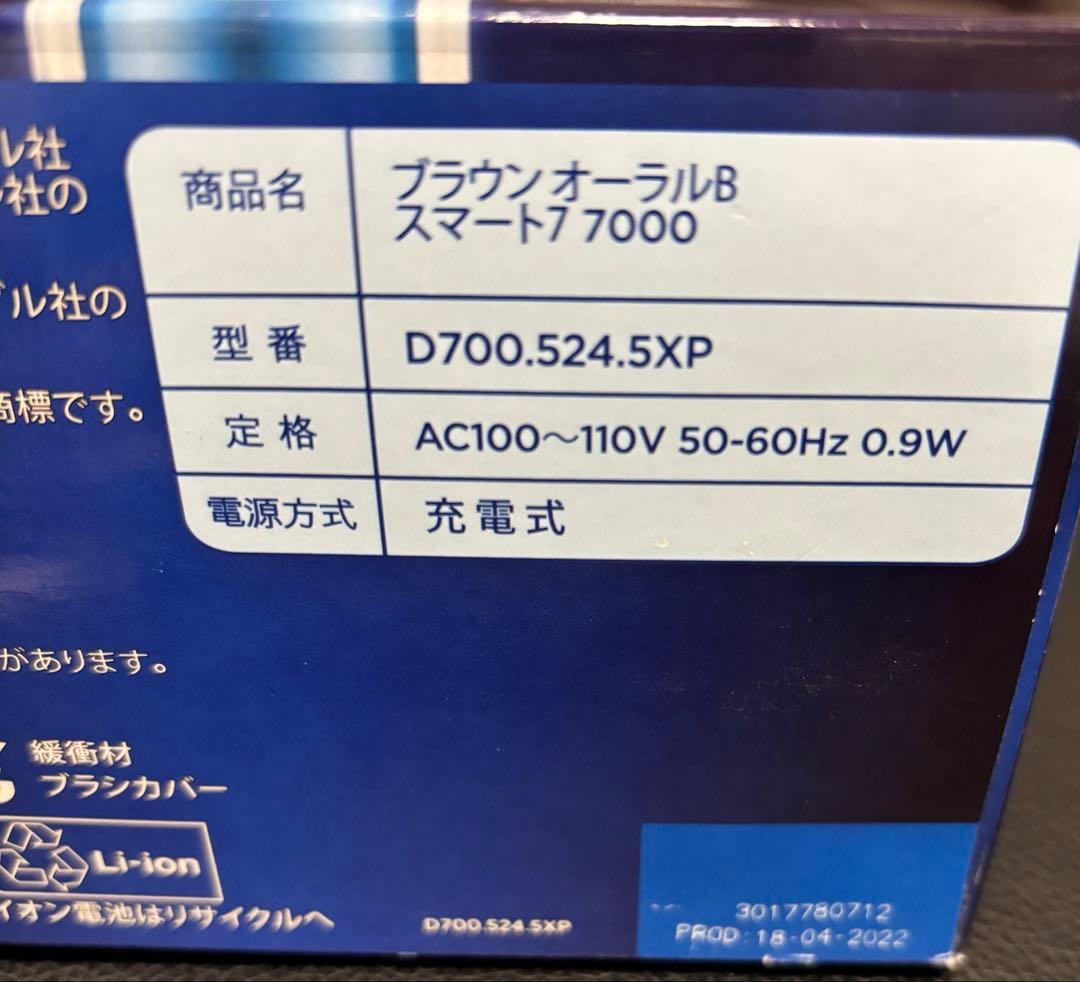 ル社
ル社の
ブル社の
商標です。
商品名
ブラウン オーラルB
スマート7 7000
型番
D700.524.5XP
定格
AC100〜110V 50-60Hz 0.9W
電源方式
充電式
があります。
緩衝材
ブラシカバー
Li-ion
イオン電池はリサイクルへ
D700.524.5XP
3017780712
PROD:18-04-2022